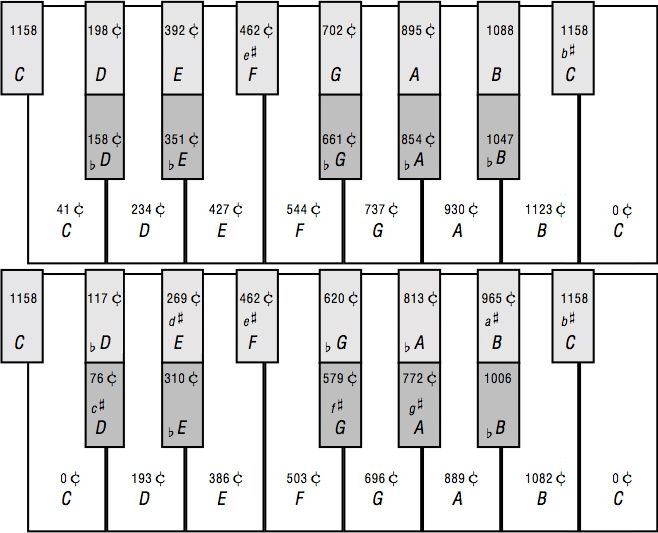 1158 198 ¢ 392 ¢ 462 ¢ 702 ¢ 895 ¢ 1088 1158
e♯ b♯
C D E F G A B C
158 ¢ 351 ¢ 661 ¢ 854 ¢ 1047
♭D ♭E ♭G ♭A ♭B
41 ¢ 234 ¢ 427 ¢ 544 ¢ 737 ¢ 930 ¢ 1123 ¢ 0 ¢
C D E F G A B C
1158 117 ¢ 269 ¢ 462 ¢ 620 ¢ 813 ¢ 965 ¢ 1158
d♯ e♯ a♯ b♯
C ♭D E F ♭G ♭A B C
76 ¢ 310 ¢ 579 ¢ 772 ¢ 1006
c♯ f♯ g♯
D ♭E G A ♭B
0 ¢ 193 ¢ 386 ¢ 503 ¢ 696 ¢ 889 ¢ 1082 ¢ 0 ¢
C D E F G A B C